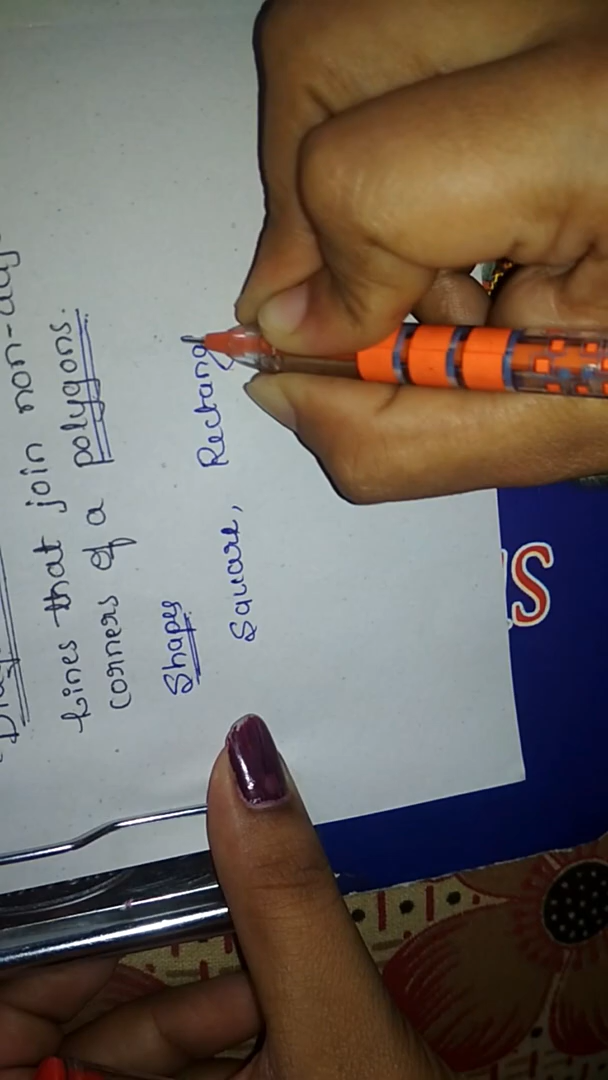 lines that join non-adj
corners of a polygons.
Shapes
Square, Rectang
S